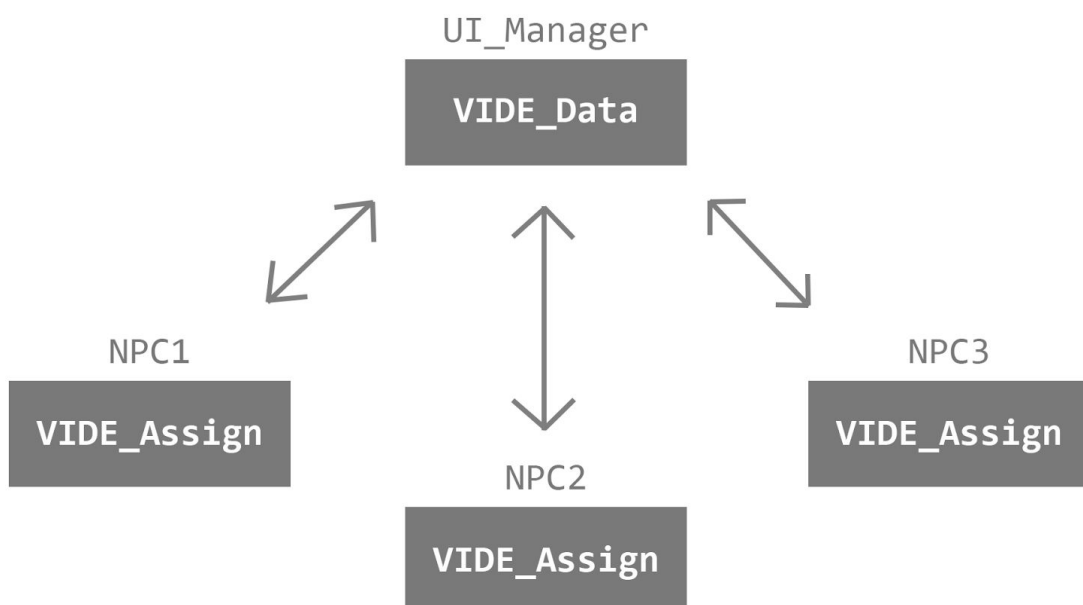 UI_Manager
VIDE_Data
NPC1
NPC3
VIDE_Assign
VIDE_Assign
NPC2
VIDE_Assign